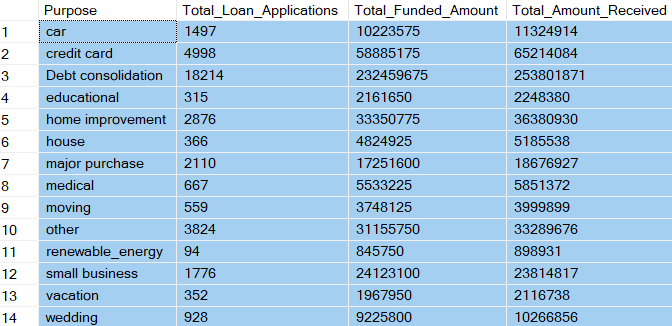 Purpose Total_Loan_Applications Total_Funded_Amount Total_Amount_Received
1 car 1497 10223575 11324914
2 credit card 4998 58885175 65214084
3 Debt consolidation 18214 232459675 253801871
4 educational 315 2161650 2248380
5 home improvement 2876 33350775 36380930
6 house 366 4824925 5185538
7 major purchase 2110 17251600 18676927
8 medical 667 5533225 5851372
9 moving 559 3748125 3999899
10 other 3824 31155750 33289676
11 renewable_energy 94 845750 898931
12 small business 1776 24123100 23814817
13 vacation 352 1967950 2116738
14 wedding 928 9225800 10266856